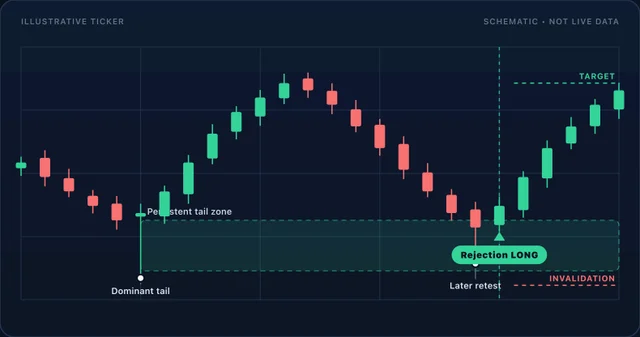 ILLUSTRATIVE TICKER
SCHEMATIC • NOT LIVE DATA
TARGET
Persistent tail zone
Rejection LONG
INVALIDATION
Later retest
Dominant tail